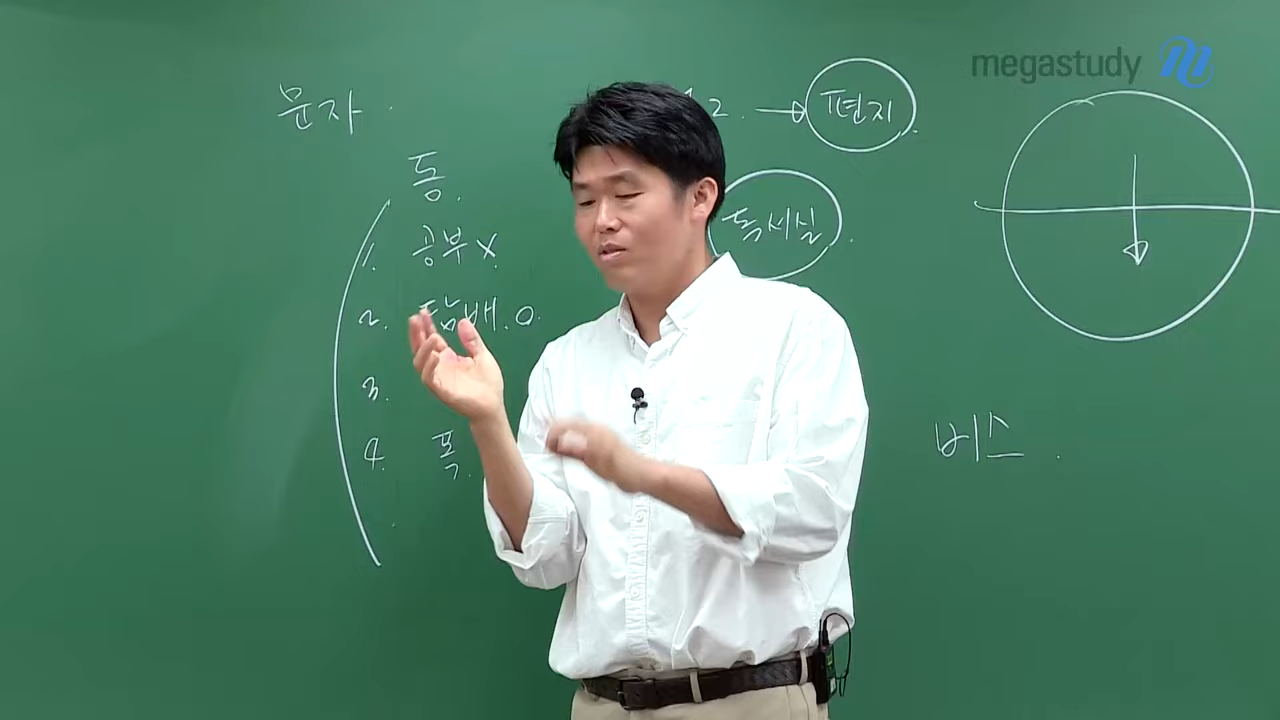 megastudy
문자.
2. → 편지.
통.
독서실.
1. 공부 X.
2. 담배. O.
3.
4. 폭.
버스.